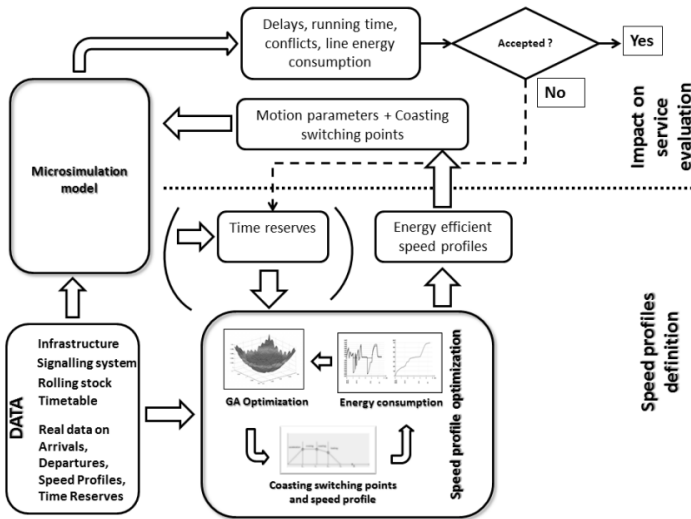 Delays, running time,
conflicts, line energy
consumption
Accepted ?
Yes
No
Motion parameters + Coasting
switching points
Impact on
service
evaluation
Microsimulation
model
Time reserves
Energy efficient
speed profiles
Infrastructure
Signalling system
Rolling stock
Timetable
Real data on
Arrivals,
Departures,
Speed Profiles,
Time Reserves
DATA
GA Optimization
Energy consumption
Coasting switching points
and speed profile
Speed profile optimization
Speed profiles
definition